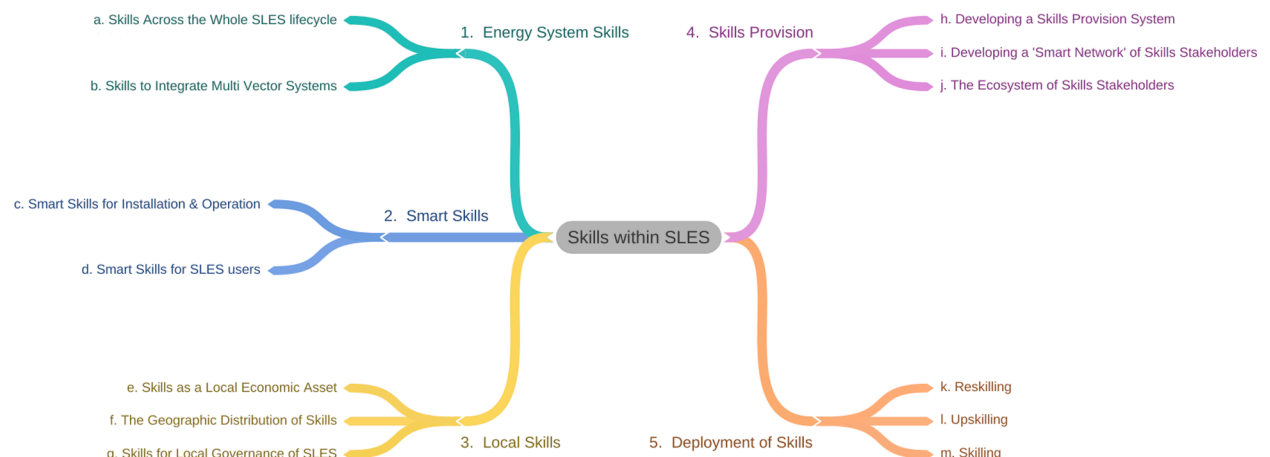 a. Skills Across the Whole SLES lifecycle
1. Energy System Skills
b. Skills to Integrate Multi Vector Systems
c. Smart Skills for Installation & Operation
2. Smart Skills
d. Smart Skills for SLES users
e. Skills as a Local Economic Asset
f. The Geographic Distribution of Skills
g. Skills for Local Governance of SLES
3. Local Skills
Skills within SLES
4. Skills Provision
h. Developing a Skills Provision System
i. Developing a 'Smart Network' of Skills Stakeholders
j. The Ecosystem of Skills Stakeholders
5. Deployment of Skills
k. Reskilling
l. Upskilling
m. Skilling